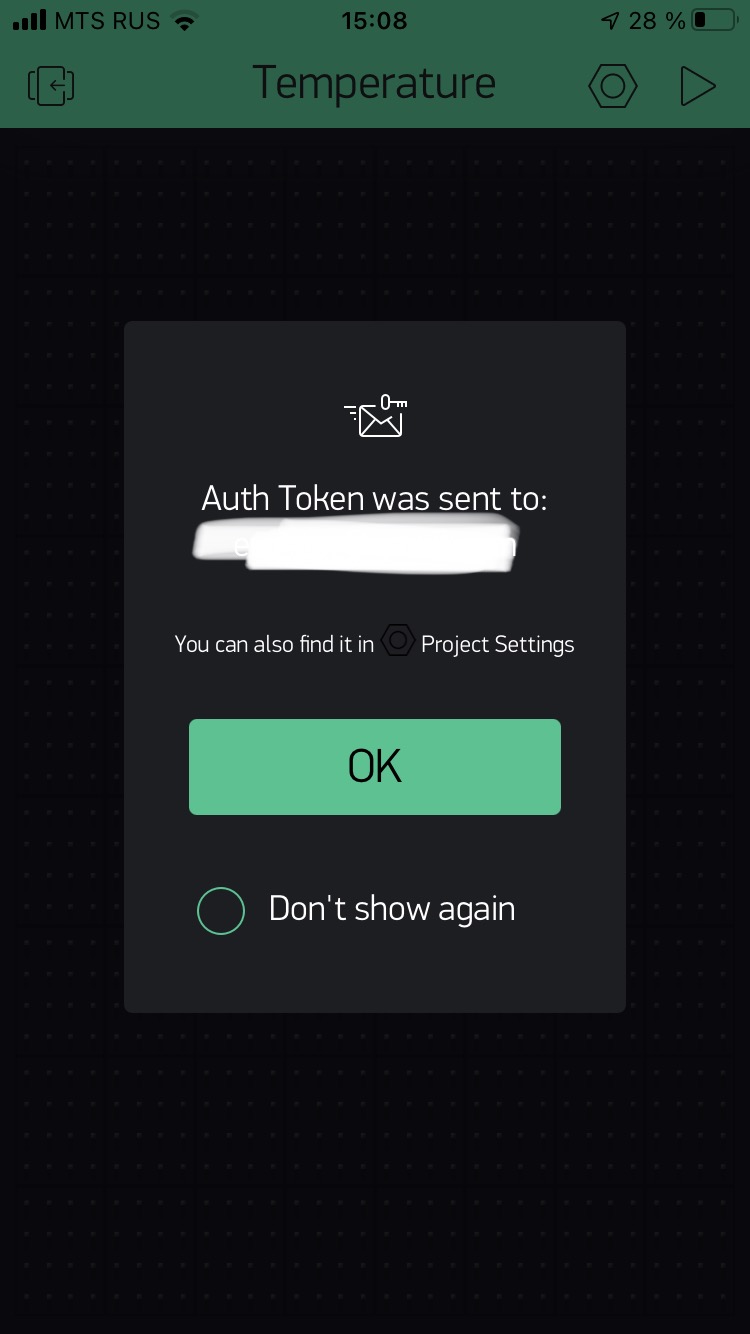 MTS RUS 15:08 28 %
Temperature
Auth Token was sent to:
You can also find it in Project Settings
OK
Don't show again